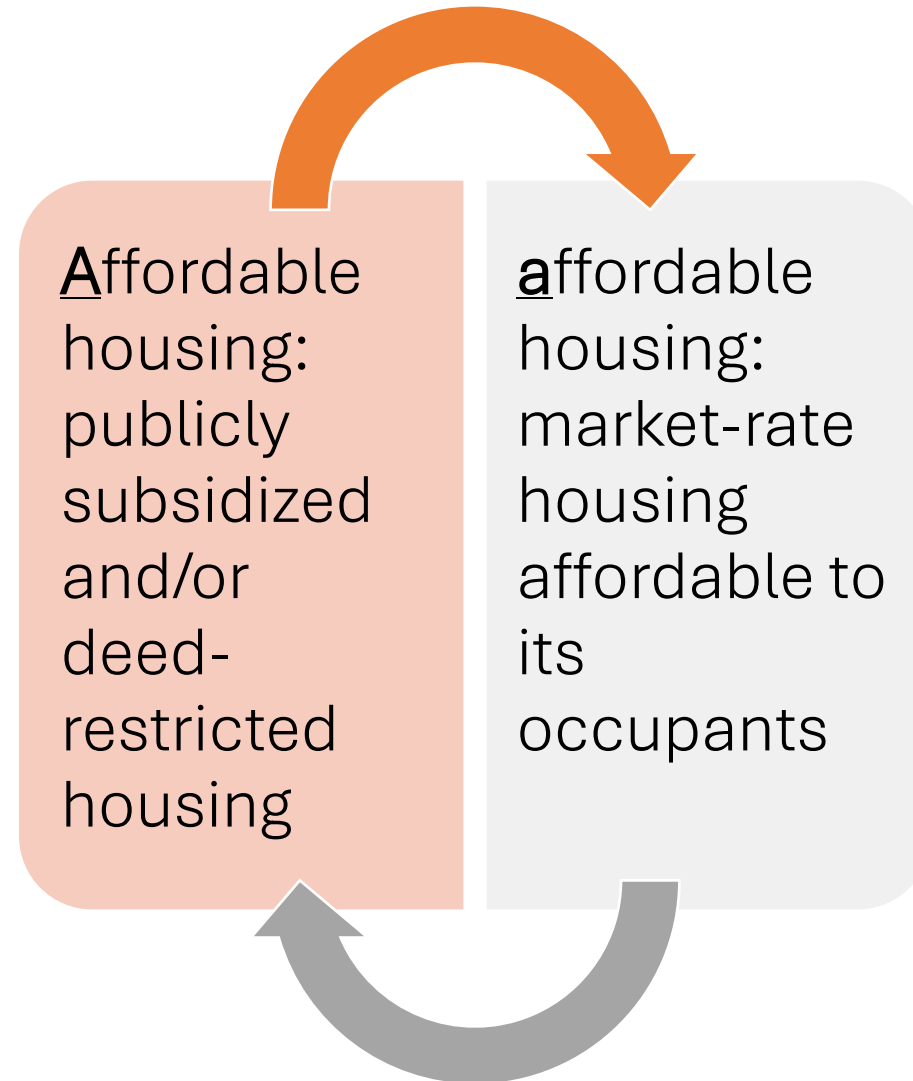 Affordable
housing:
publicly
subsidized
and/or
deed-
restricted
housing
affordable
housing:
market-rate
housing
affordable to
its
occupants